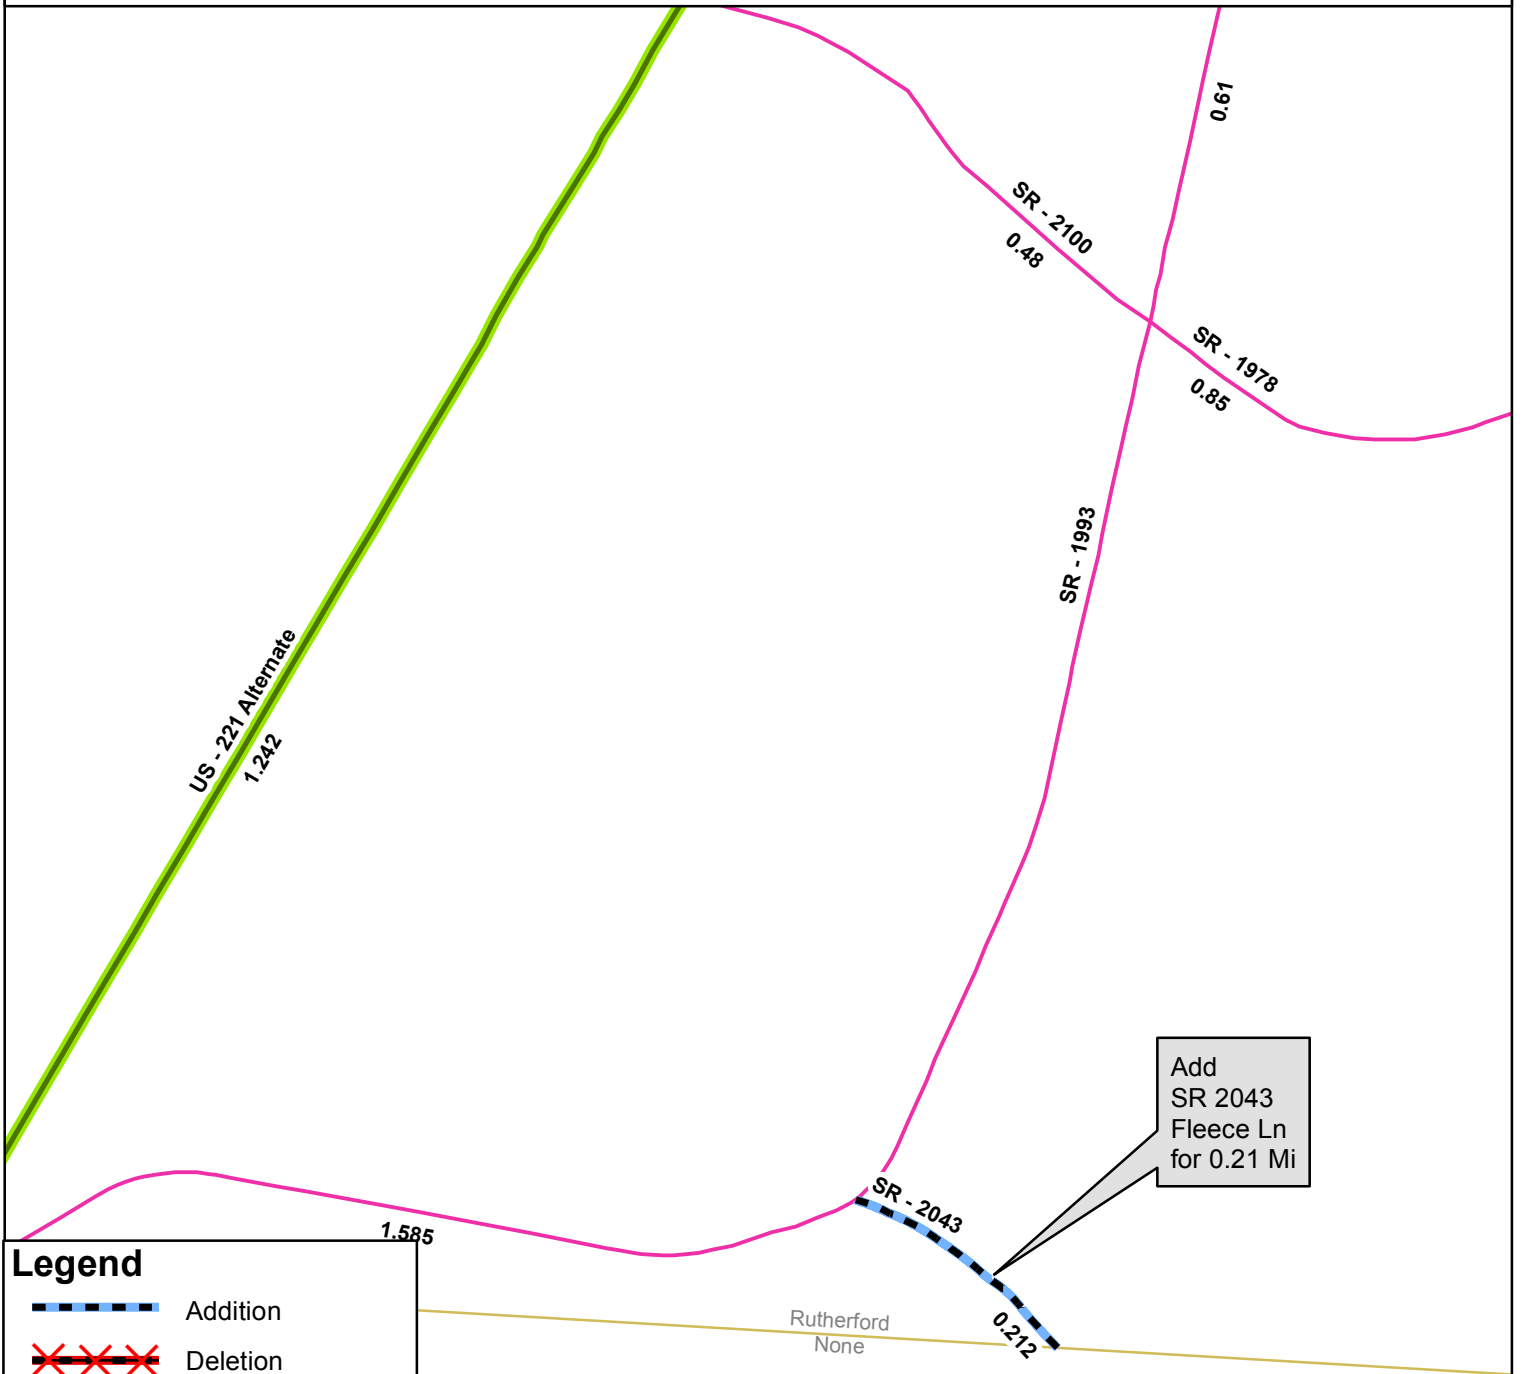 0.61
SR - 2100
0.48
SR - 1978
0.85
SR - 1993
US - 221 Alternate
1.242
Add
SR 2043
Fleece Ln
for 0.21 Mi
SR - 2043
1.585
0.212
Rutherford
None
Legend
Addition
Deletion